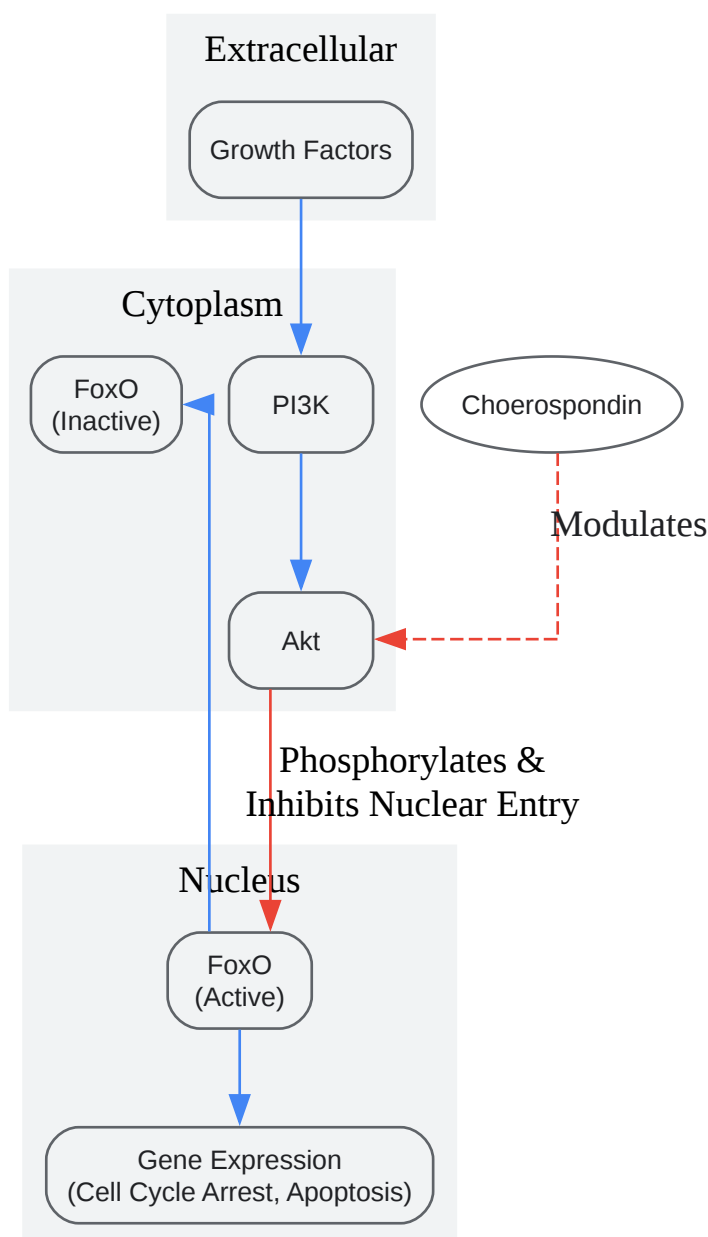 Extracellular
Growth Factors
Cytoplasm
FoxO
(Inactive)
PI3K
Choerospondin
Modulates
Akt
Phosphorylates &
Inhibits Nuclear Entry
Nucleus
FoxO
(Active)
Gene Expression
(Cell Cycle Arrest, Apoptosis)